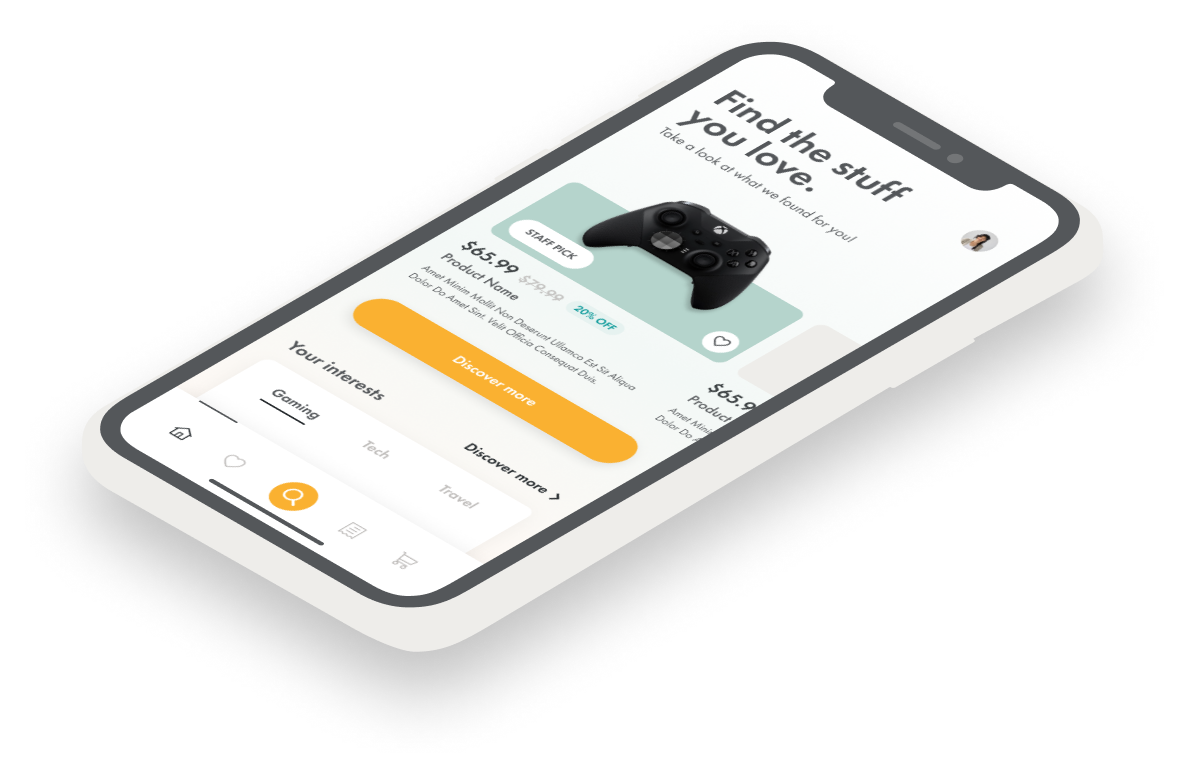 Find the stuff
you love.
Take a look at what we found for you!
STAFF PICK
$65.99 $79.99 20% OFF
Product Name
Amet Minim Mollit Non Deserunt Ullamco Est Sit Aliqua
Dolor Do Amet Sint. Velit Officia Consequat Duis.
$65.9
Product
Amet Mini
Dolor Do A
Discover more
Your interests
Discover more
Gaming
Tech
Travel